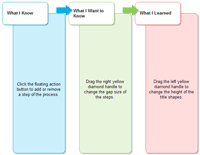 What I Know
What I Want to
Know
What I Learned
Click the floating action
button to add or remove
a step of the process.
Drag the right yellow
diamond handle to
change the gap size of
the steps.
Drag the left yellow
diamond handle to
change the height of the
title shapes.